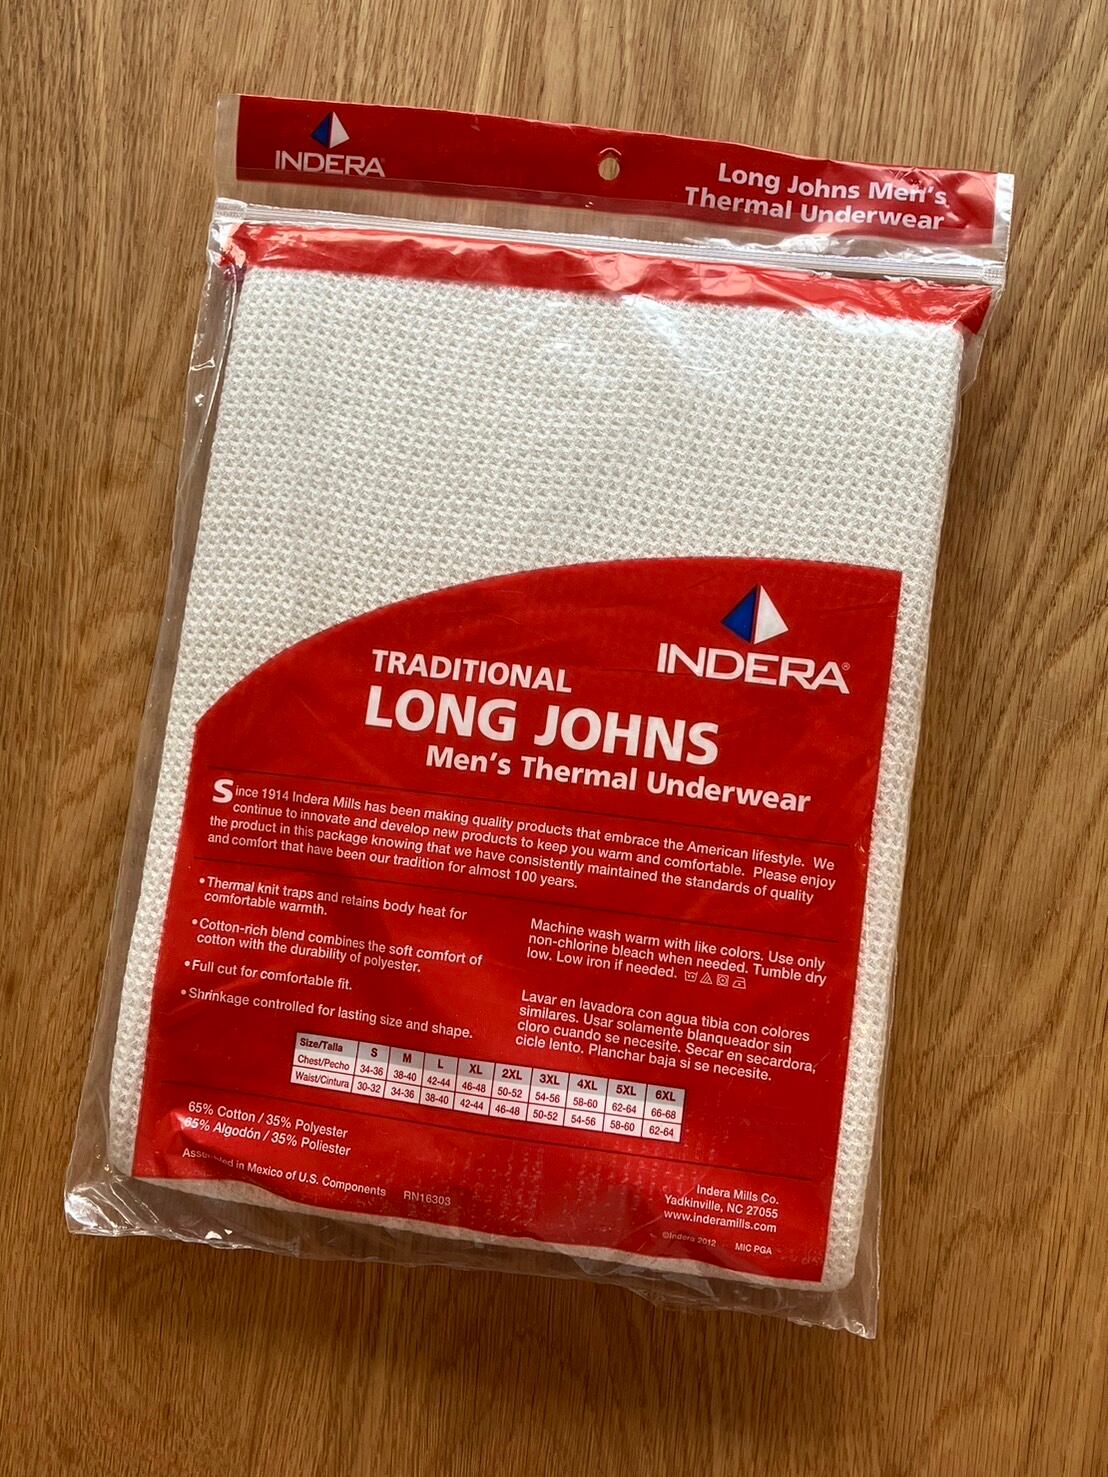 INDERA
Long Johns Men's
Thermal Underwear
INDERA®
TRADITIONAL
LONG JOHNS
Men's Thermal Underwear
Since 1914 Indera Mills has been making quality products that embrace the American lifestyle. We
continue to innovate and develop new products to keep you warm and comfortable. Please enjoy
the product in this package knowing that we have consistently maintained the standards of quality
and comfort that have been our tradition for almost 100 years.
• Thermal knit traps and retains body heat for
comfortable warmth.
• Cotton-rich blend combines the soft comfort of
cotton with the durability of polyester.
• Full cut for comfortable fit.
• Shrinkage controlled for lasting size and shape.
Machine wash warm with like colors. Use only
non-chlorine bleach when needed. Tumble dry
low. Low iron if needed.
Lavar en lavadora con agua tibia con colores
similares. Usar solamente blanqueador sin
cloro cuando se necesite. Secar en secardora,
cicle lento. Planchar baja si se necesite.
Size/Talla S M L XL 2XL 3XL 4XL 5XL 6XL
Chest/Pecho 34-36 38-40 42-44 46-48 50-52 54-56 58-60 62-64 66-68
Waist/Cintura 30-32 34-36 38-40 42-44 46-48 50-52 54-56 58-60 62-64
65% Cotton / 35% Polyester
65% Algodón / 35% Poliester
Assembled in Mexico of U.S. Components RN16303
Indera Mills Co.
Yadkinville, NC 27055
www.inderamills.com
©Indera 2012 MIC PGA